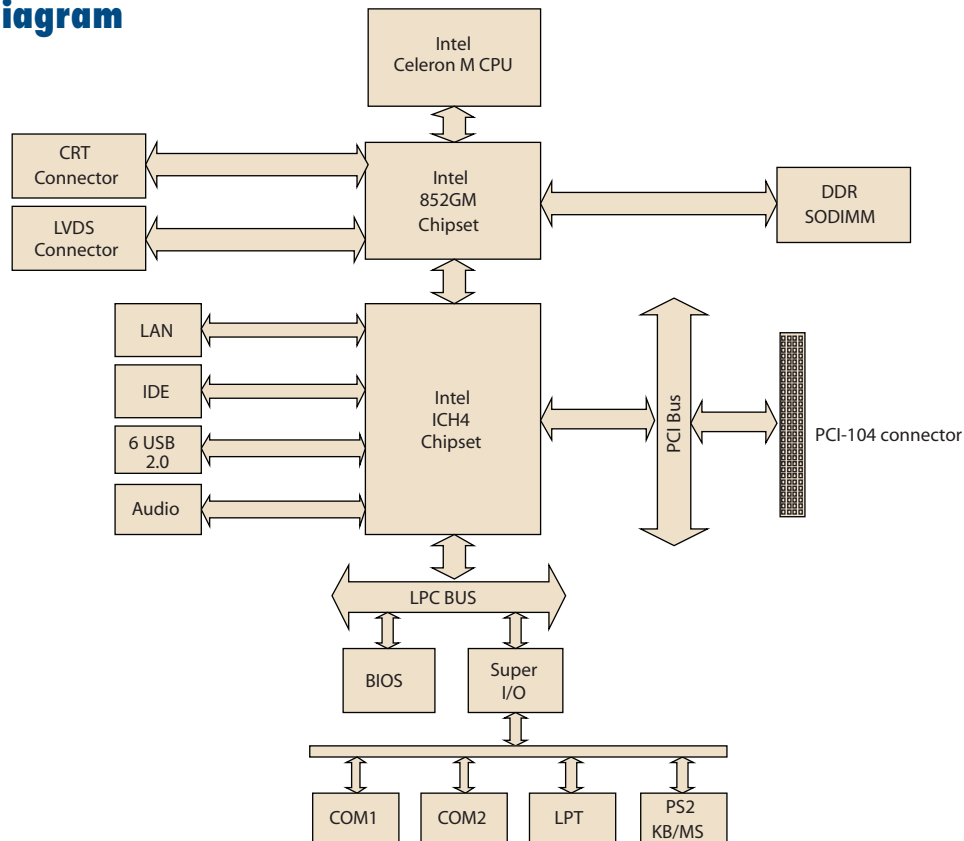 iagram
Intel
Celeron M CPU
CRT
Connector
Intel
852GM
Chipset
DDR
SODIMM
LVDS
Connector
LAN
IDE
6 USB
2.0
Audio
Intel
ICH4
Chipset
PCI Bus
PCI-104 connector
LPC BUS
BIOS
Super
I/O
COM1
COM2
LPT
PS2
KB/MS